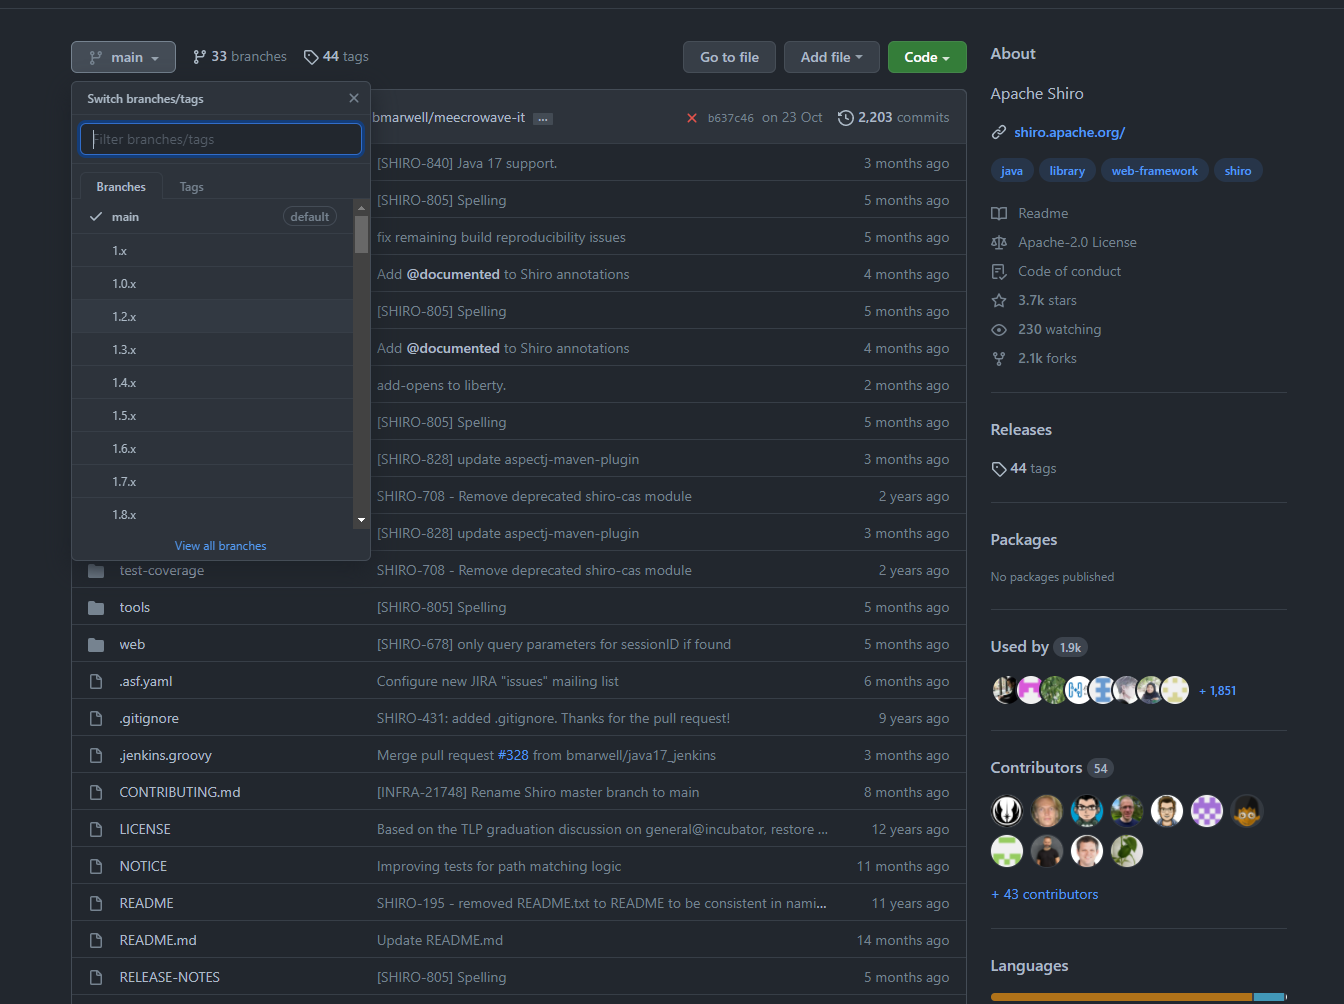 main
33 branches
44 tags
Go to file
Add file
Code
Switch branches/tags
Filter branches/tags
Branches
Tags
main default
1.x
1.0.x
1.2.x
1.3.x
1.4.x
1.5.x
1.6.x
1.7.x
1.8.x
View all branches
bmarwell/meecrowave-it ... b637c46 on 23 Oct 2,203 commits
[SHIRO-840] Java 17 support. 3 months ago
[SHIRO-805] Spelling 5 months ago
fix remaining build reproducibility issues 5 months ago
Add @documented to Shiro annotations 4 months ago
[SHIRO-805] Spelling 5 months ago
Add @documented to Shiro annotations 4 months ago
add-opens to liberty. 2 months ago
[SHIRO-805] Spelling 5 months ago
[SHIRO-828] update aspectj-maven-plugin 3 months ago
SHIRO-708 - Remove deprecated shiro-cas module 2 years ago
[SHIRO-828] update aspectj-maven-plugin 3 months ago
test-coverage SHIRO-708 - Remove deprecated shiro-cas module 2 years ago
tools [SHIRO-805] Spelling 5 months ago
web [SHIRO-678] only query parameters for sessionID if found 5 months ago
.asf.yaml Configure new JIRA "issues" mailing list 6 months ago
.gitignore SHIRO-431: added .gitignore. Thanks for the pull request! 9 years ago
.jenkins.groovy Merge pull request #328 from bmarwell/java17_jenkins 3 months ago
CONTRIBUTING.md [INFRA-21748] Rename Shiro master branch to main 8 months ago
LICENSE Based on the TLP graduation discussion on general@incubator, restore ... 12 years ago
NOTICE Improving tests for path matching logic 11 months ago
README SHIRO-195 - removed README.txt to README to be consistent in nami... 11 years ago
README.md Update README.md 14 months ago
RELEASE-NOTES [SHIRO-805] Spelling 5 months ago
About
Apache Shiro
shiro.apache.org/
java library web-framework shiro
Readme
Apache-2.0 License
Code of conduct
3.7k stars
230 watching
2.1k forks
Releases
44 tags
Packages
No packages published
Used by 1.9k
+ 1,851
Contributors 54
+ 43 contributors
Languages